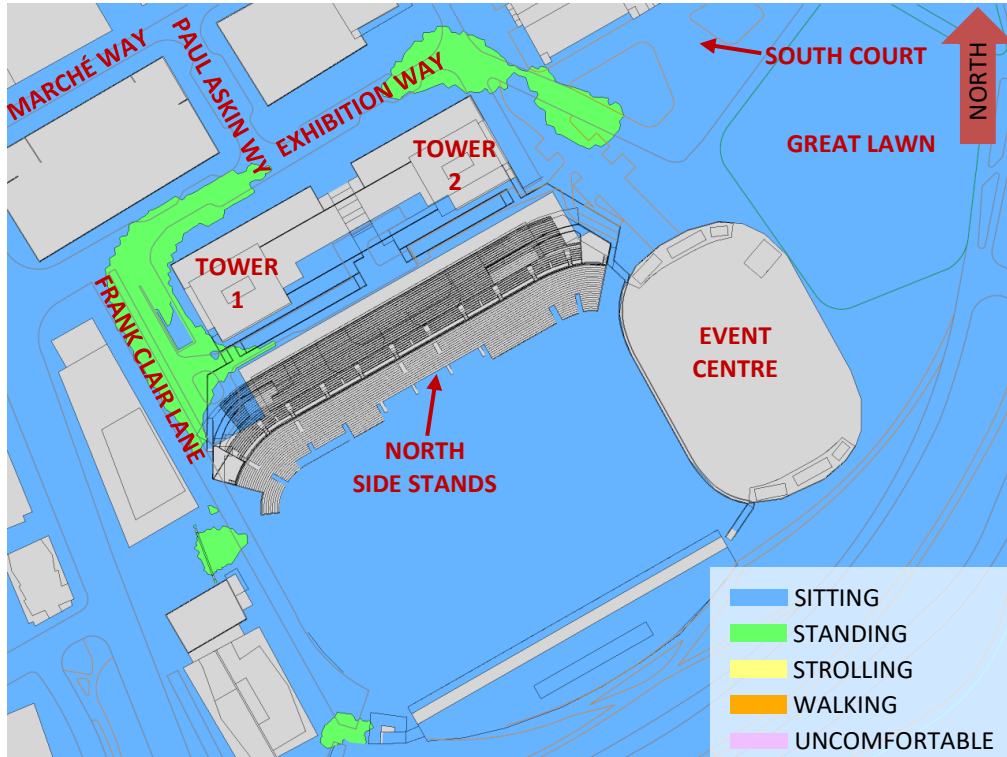 MARCHÉ WAY
PAUL ASKIN WY
EXHIBITION WAY
SOUTH COURT
NORTH
GREAT LAWN
TOWER
2
TOWER
1
FRANK CLAIR LANE
EVENT
CENTRE
NORTH
SIDE STANDS
SITTING
STANDING
STROLLING
WALKING
UNCOMFORTABLE